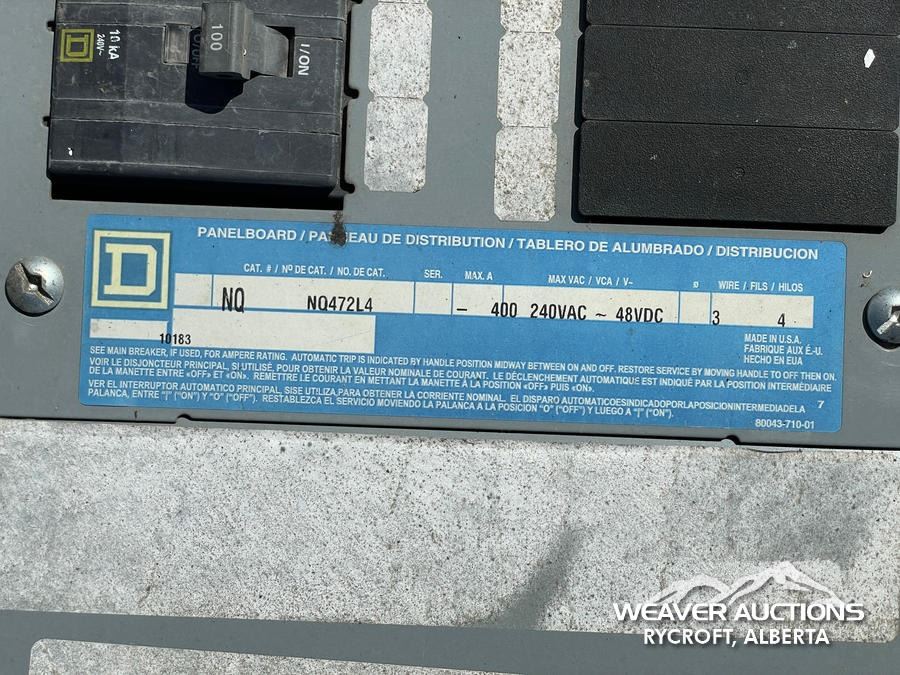 10 kA
240V~
100
O/OFF
I/ON
D
PANELBOARD / PANNEAU DE DISTRIBUTION / TABLERO DE ALUMBRADO / DISTRIBUCION
CAT. # / Nº DE CAT. / NO. DE CAT. SER. MAX. A MAX VAC / VCA / V~ ø WIRE / FILS / HILOS
NQ NQ472L4 – 400 240VAC ~ 48VDC 3 4
10183
MADE IN U.S.A.
FABRIQUE AUX É.-U.
HECHO EN EUA
SEE MAIN BREAKER, IF USED, FOR AMPERE RATING. AUTOMATIC TRIP IS INDICATED BY HANDLE POSITION MIDWAY BETWEEN ON AND OFF. RESTORE SERVICE BY MOVING HANDLE TO OFF THEN ON.
VOIR LE DISJONCTEUR PRINCIPAL, SI UTILISÉ, POUR OBTENIR LA VALEUR NOMINALE DE COURANT. LE DÉCLENCHEMENT AUTOMATIQUE EST INDIQUÉ PAR LA POSITION INTERMÉDIAIRE
DE LA MANETTE ENTRE «OFF» ET «ON». REMETTRE LE COURANT EN METTANT LA MANETTE À LA POSITION «OFF» PUIS «ON».
VER EL INTERRUPTOR AUTOMATICO PRINCIPAL, SISE UTILIZA,PARA OBTENER LA CORRIENTE NOMINAL. EL DISPARO AUTOMATICOESINDICADOPORLAPOSICIONINTERMEDIADELA
PALANCA, ENTRE "|" ("ON") Y "O" ("OFF"). RESTABLEZCA EL SERVICIO MOVIENDO LA PALANCA A LA POSICION "O" ("OFF") Y LUEGO A "|" ("ON").
7
80043-710-01
WEAVER AUCTIONS
RYCROFT, ALBERTA